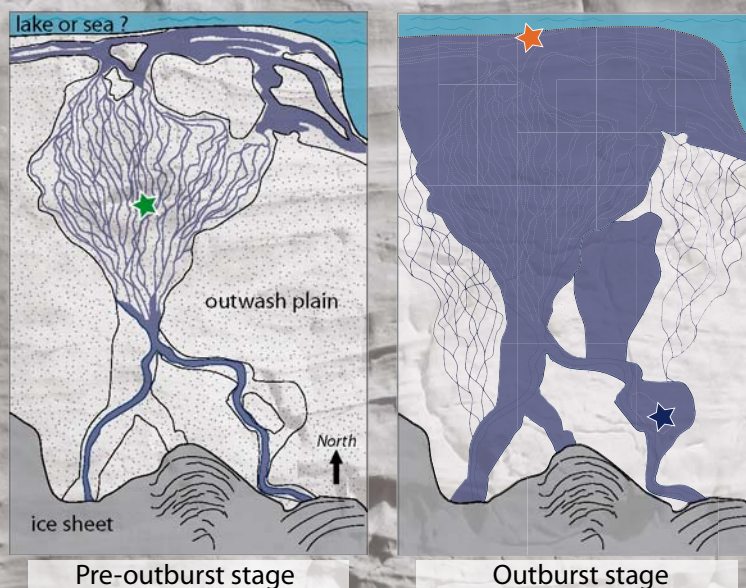 lake or sea ?
outwash plain
North
ice sheet
Pre-outburst stage
Outburst stage